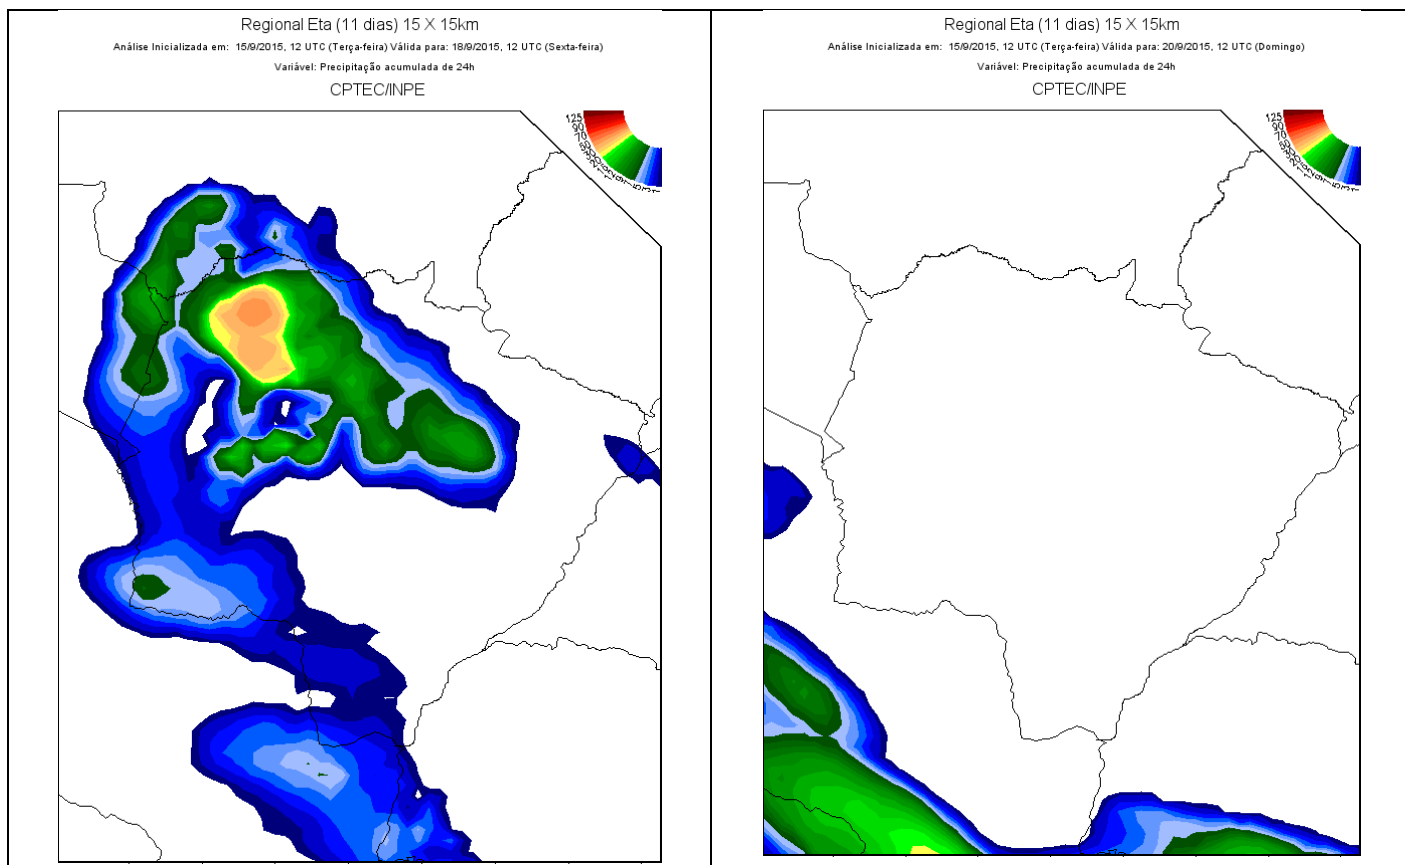 Regional Eta (11 dias) 15 X 15km
Análise Inicializada em: 15/9/2015, 12 UTC (Terça-feira) Válida para: 18/9/2015, 12 UTC (Sexta-feira)
Variável: Precipitação acumulada de 24h
CPTEC/INPE
Regional Eta (11 dias) 15 X 15km
Análise Inicializada em: 15/9/2015, 12 UTC (Terça-feira) Válida para: 20/9/2015, 12 UTC (Domingo)
Variável: Precipitação acumulada de 24h
CPTEC/INPE